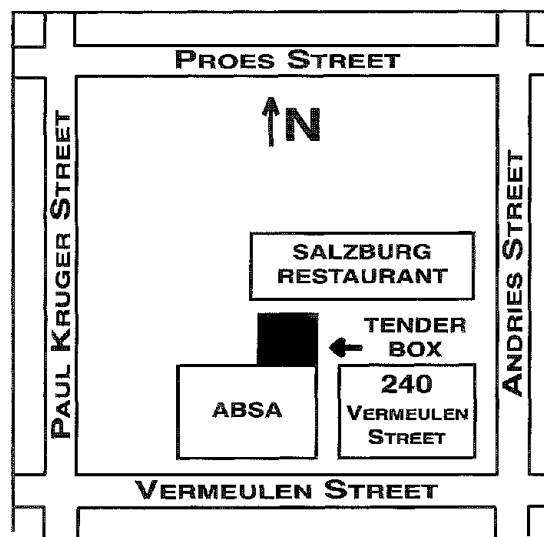 PROES STREET
N
PAUL KRUGER STREET
ANDRIES STREET
SALZBURG
RESTAURANT
TENDER
BOX
ABSA
240
VERMEULEN
STREET
VERMEULEN STREET